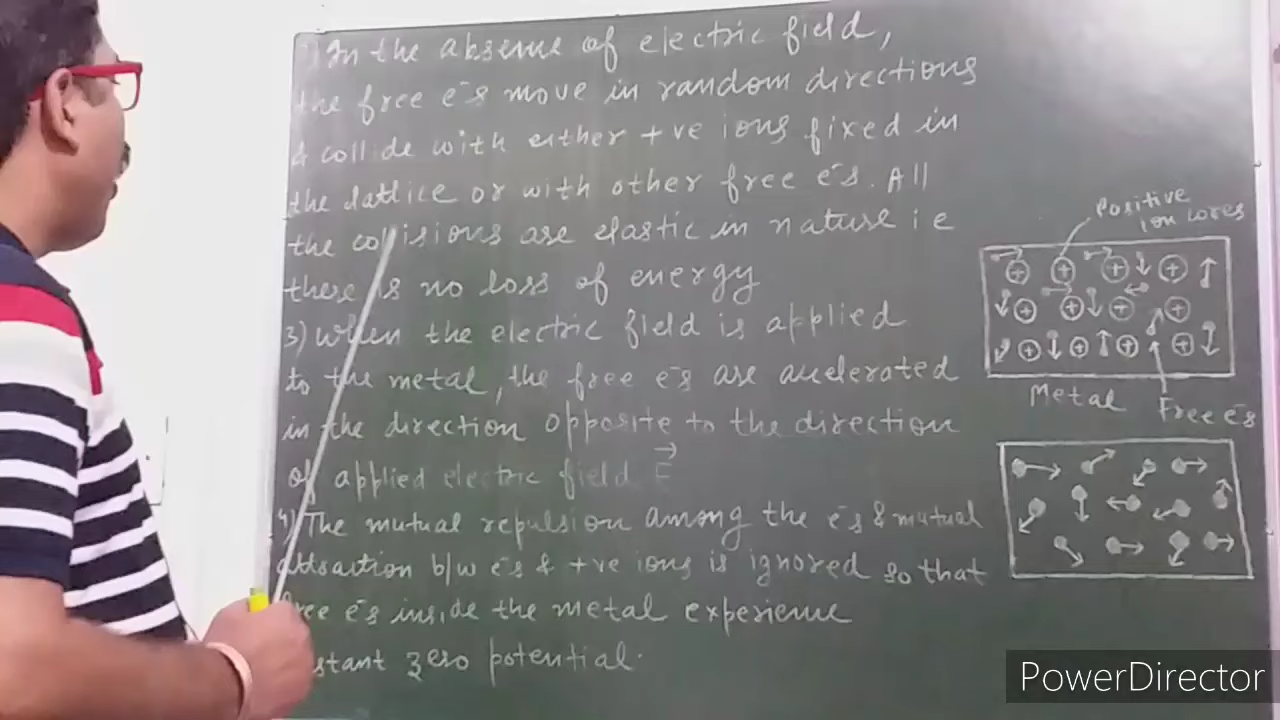 In the absence of electric field,
the free e⁻s move in random directions
& collide with either +ve ions fixed in
the lattice or with other free e⁻s. All
the collisions are elastic in nature i e
there is no loss of energy
3) When the electric field is applied
to the metal, the free e⁻s are accelerated
in the direction opposite to the direction
of applied electric field E⃗
4) The mutual repulsion among the e⁻s & mutual
attraction b/w e⁻s & +ve ions is ignored so that
free e⁻s inside the metal experience
stant zero potential.
Positive
ion cores
Metal
Free e⁻s
PowerDirector